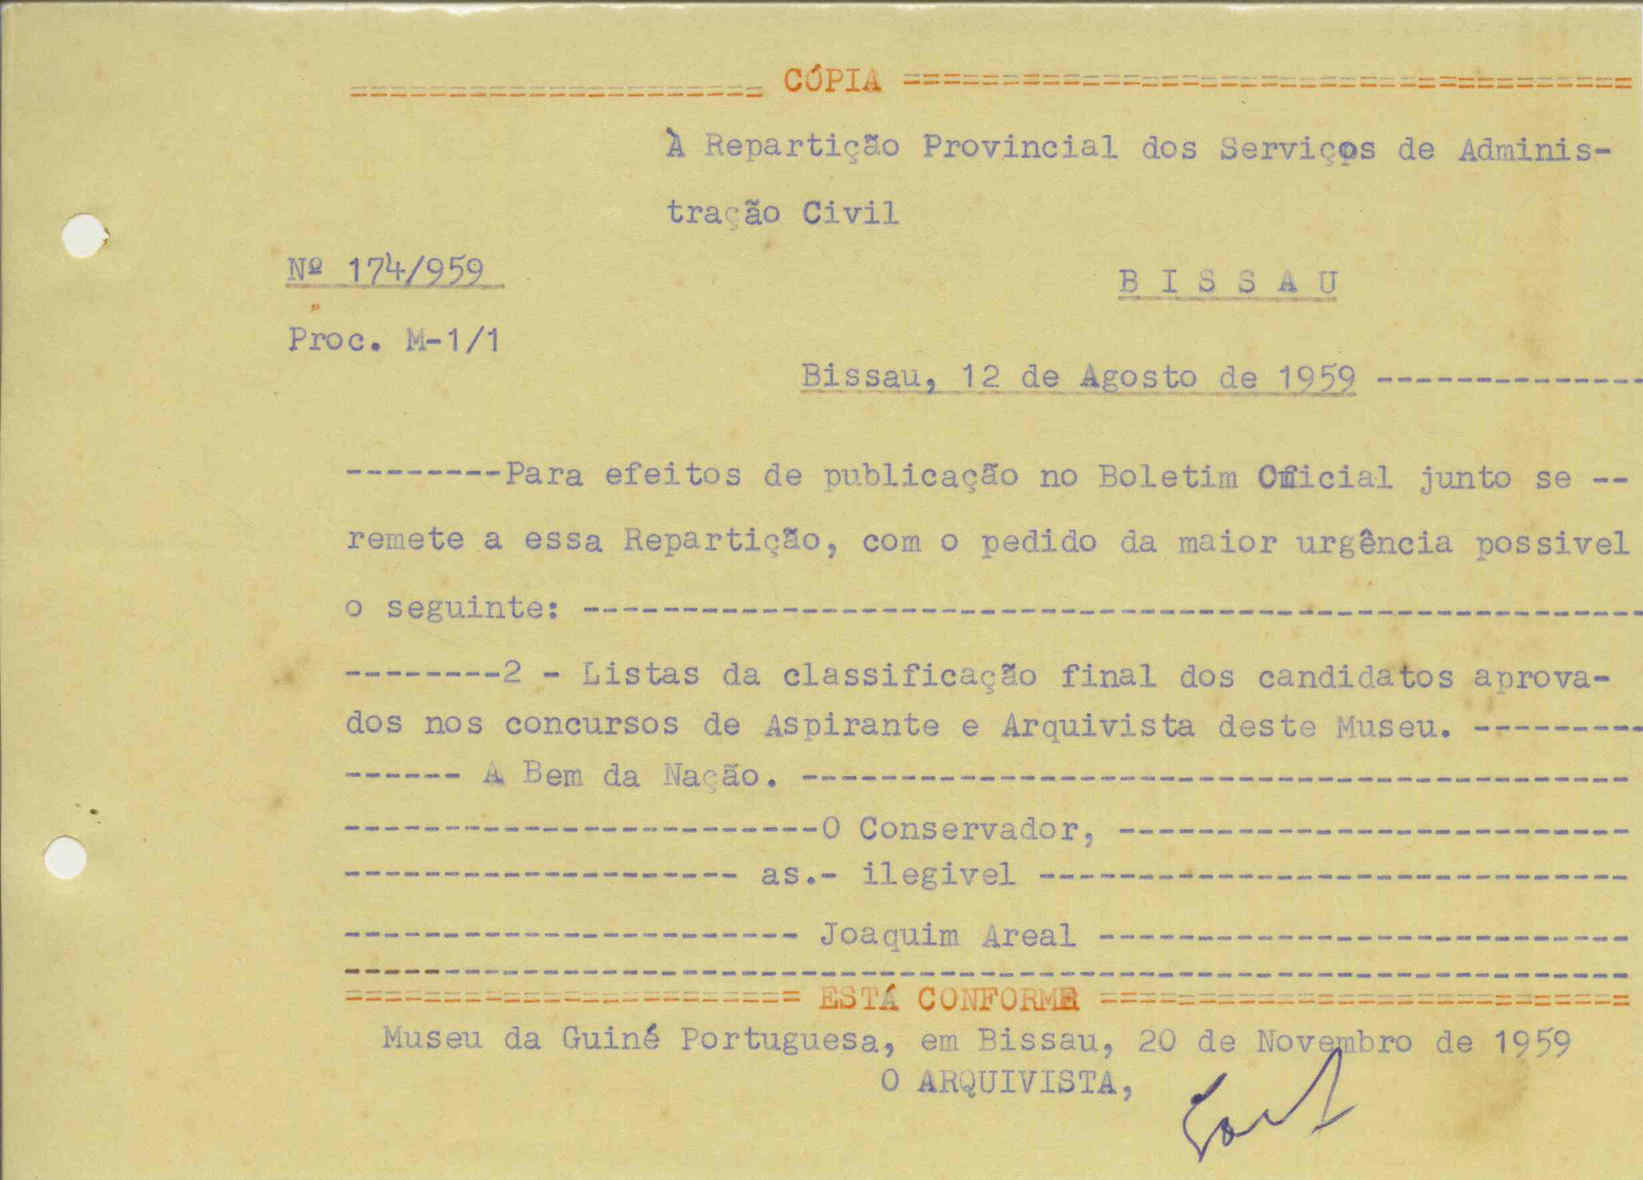 ===================== CÓPIA =====================================
À Repartição Provincial dos Serviços de Adminis-
tração Civil
Nº 174/959
B I S S A U
Proc. M-1/1
Bissau, 12 de Agosto de 1959 --------------
--------Para efeitos de publicação no Boletim Oficial junto se --
remete a essa Repartição, com o pedido da maior urgência possivel
o seguinte: ------------------------------------------------------
--------2 - Listas da classificação final dos candidatos aprova-
dos nos concursos de Aspirante e Arquivista deste Museu. ---------
------ A Bem da Nação. ------------------------------------------
------------------------O Conservador, --------------------------
-------------------- as.- ilegivel ------------------------------
----------------------- Joaquim Areal ---------------------------
-----------------------------------------------------------------
======================= ESTÁ CONFORME ===========================
Museu da Guiné Portuguesa, em Bissau, 20 de Novembro de 1959
O ARQUIVISTA,